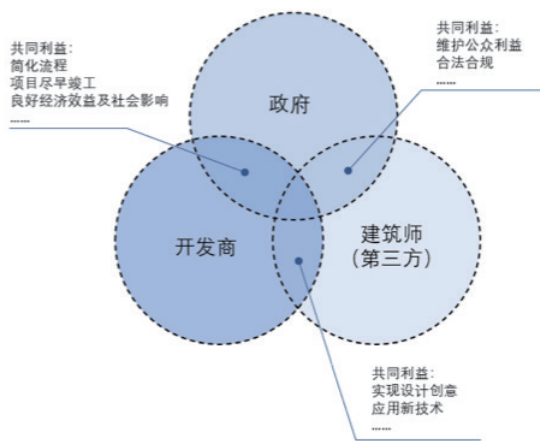 共同利益：
简化流程
项目尽早竣工
良好经济效益及社会影响
……
共同利益：
维护公众利益
合法合规
……
政府
开发商
建筑师
（第三方）
共同利益：
实现设计创意
应用新技术
……